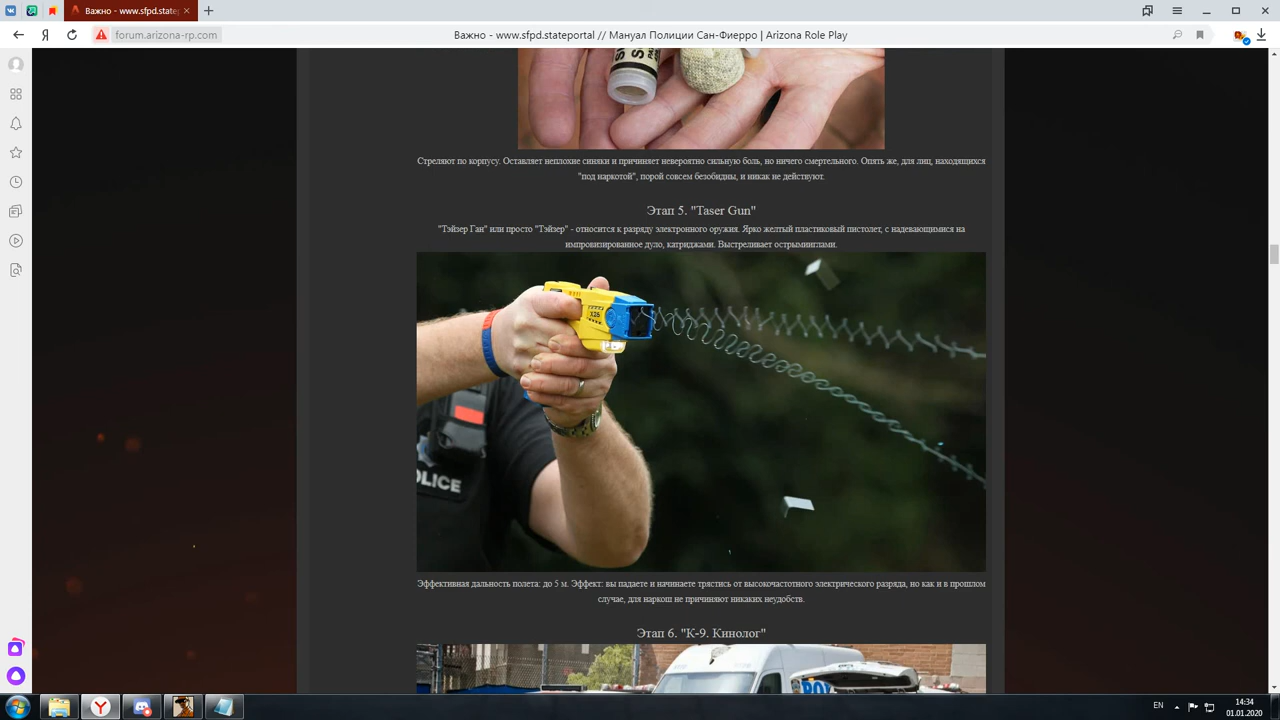 Важно - www.sfpd.state
forum.arizona-rp.com
Важно - www.sfpd.stateportal // Мануал Полиции Сан-Фиерро | Arizona Role Play
Стреляют по корпусу. Оставляет неплохие синяки и причиняет невероятно сильную боль, но ничего смертельного. Опять же, для лиц, находящихся
"под наркотой", порой совсем безобидны, и никак не действуют.
Этап 5. "Taser Gun"
"Тэйзер Ган" или просто "Тэйзер" - относится к разряду электронного оружия. Ярко желтый пластиковый пистолет, с надевающимися на
импровизированное дуло, катриджами. Выстреливает острымииглами.
X26
OLICE
Эффективная дальность полета: до 5 м. Эффект: вы падаете и начинаете трястись от высокочастотного электрического разряда, но как и в прошлом
случае, для наркош не причиняют никаких неудобств.
Этап 6. "К-9. Кинолог"
EN
14:34
01.01.2020